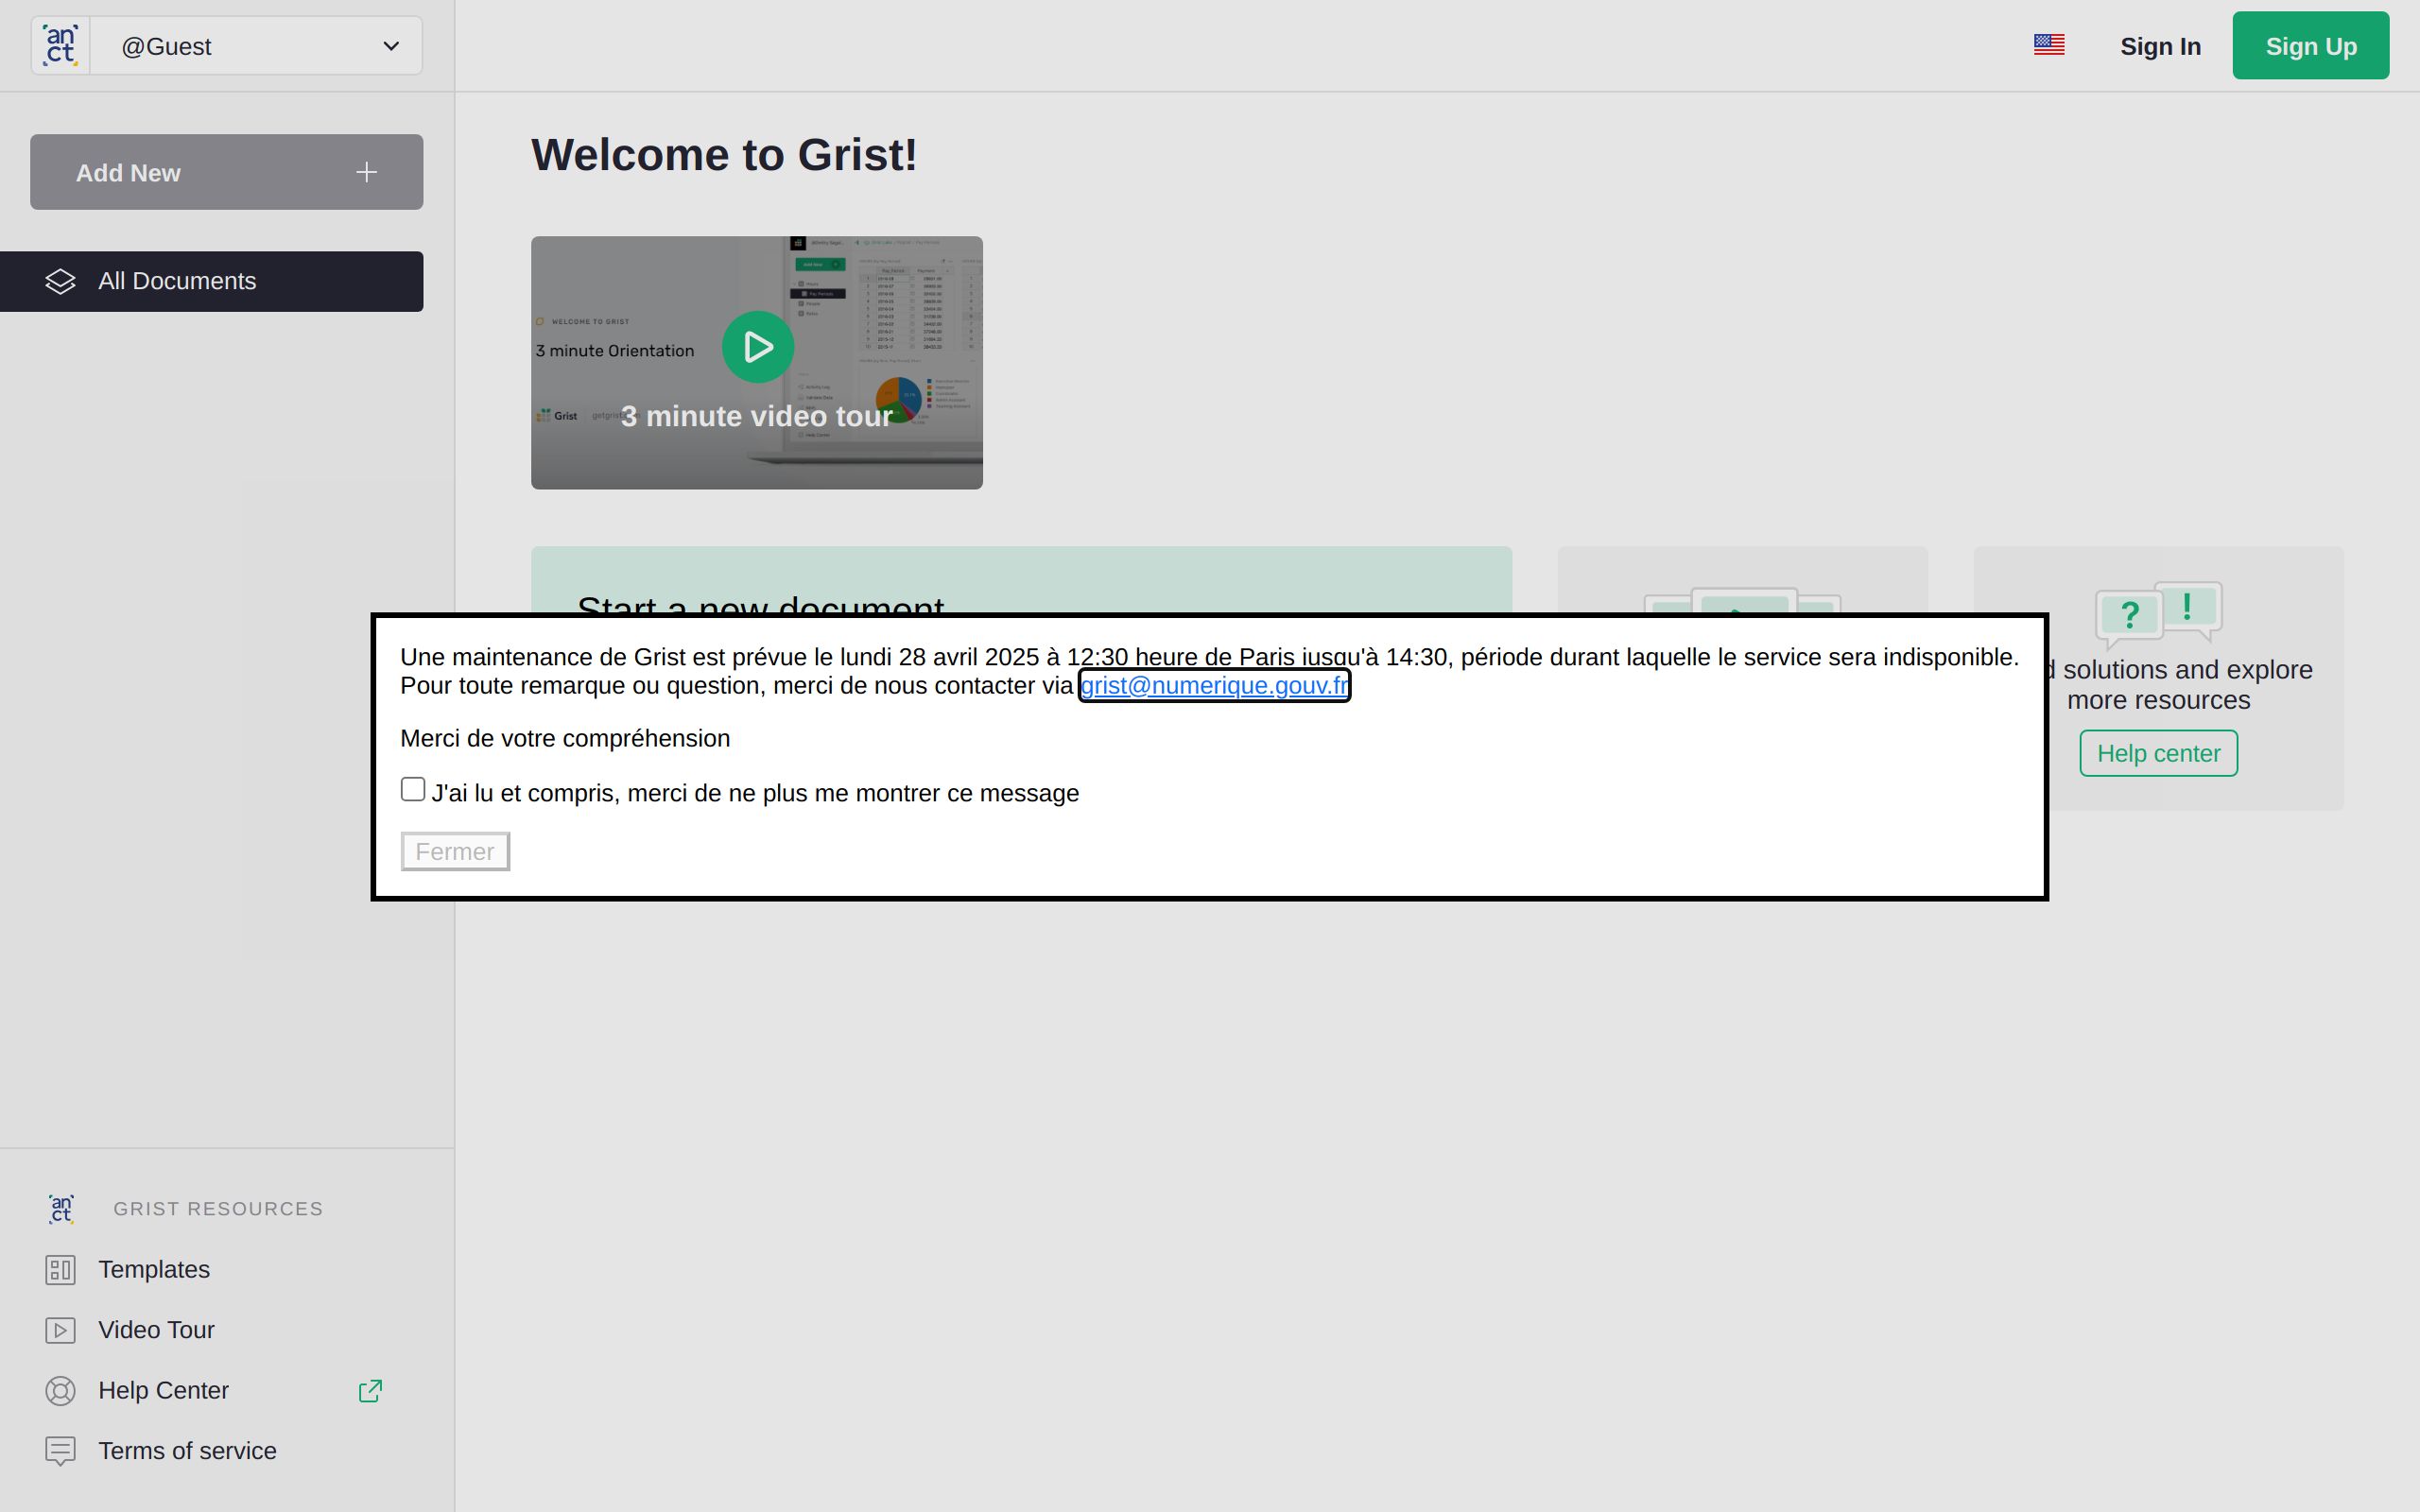 an
ct
@Guest
Sign In
Sign Up
Add New
All Documents
Welcome to Grist!
WELCOME TO GRIST
3 minute Orientation
Grist
3 minute video tour
Start a new document
Une maintenance de Grist est prévue le lundi 28 avril 2025 à 12:30 heure de Paris jusqu'à 14:30, période durant laquelle le service sera indisponible.
Pour toute remarque ou question, merci de nous contacter via grist@numerique.gouv.fr
Merci de votre compréhension
J'ai lu et compris, merci de ne plus me montrer ce message
Fermer
? !
solutions and explore
more resources
Help center
an
ct
GRIST RESOURCES
Templates
Video Tour
Help Center
Terms of service